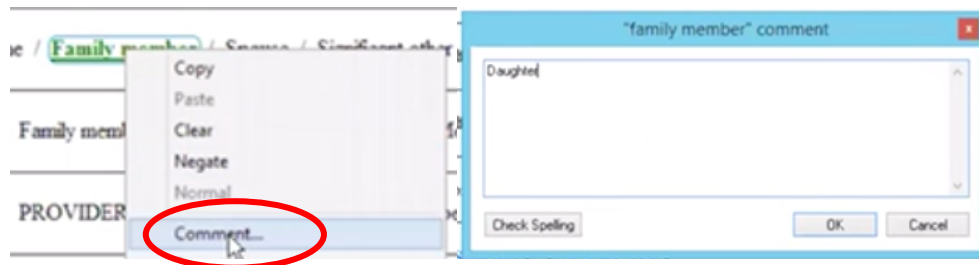 / Family member / Spouse / Significant other
Copy
Paste
Family
Clear
Negate
Normal
PROVIDER
Comment...
"family member" comment
x
Daughter
Check Spelling
OK
Cancel